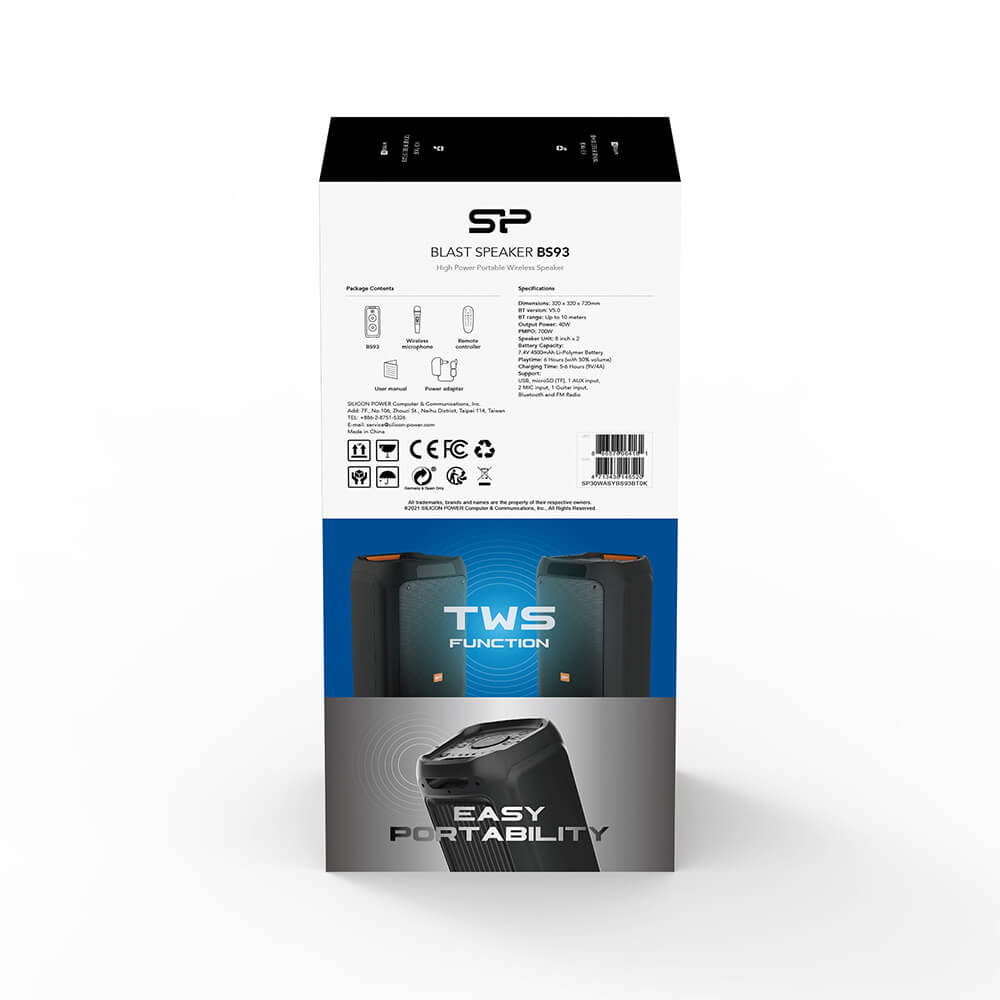 SP
BLAST SPEAKER BS93
High Power Portable Wireless Speaker
Package Contents
BS93
Wireless microphone
Remote controller
User manual
Power adapter
Specifications
Dimensions: 320 x 320 x 720mm
BT version: V5.0
BT range: Up to 10 meters
Output Power: 40W
PMPO: 700W
Speaker Unit: 8 inch x 2
Battery Capacity:
7.4V 4500mAh Li-Polymer Battery
Playtime: 6 Hours (with 50% volume)
Charging Time: 5-6 Hours (9V/4A)
Support:
USB, microSD (TF), 1 AUX input,
2 MIC input, 1 Guitar input,
Bluetooth and FM Radio
SILICON POWER Computer & Communications, Inc.
Add: 7F., No.106, Zhouzi St., Neihu District, Taipei 114, Taiwan
TEL: +886-2-8751-5326
E-mail: service@silicon-power.com
Made in China
CE FC
Germany & Spain Only
4 713436 146520
SP30WASYBS93BT0K
All trademarks, brands and names are the property of their respective owners.
©2021 SILICON POWER Computer & Communications, Inc., All Rights Reserved.
TWS
FUNCTION
EASY
PORTABILITY